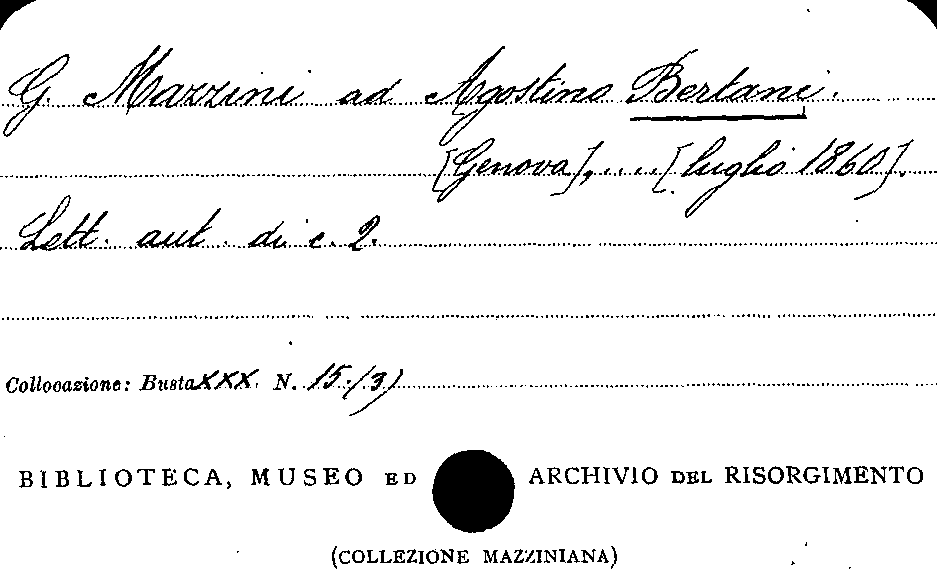 G. Mazzini ad Agostino Bertani.
[Genova], .... [luglio 1860].
Lett. aut. di c. 2.
Collocazione: Busta XXX. N. 15./3)
BIBLIOTECA, MUSEO ED ARCHIVIO DEL RISORGIMENTO
(COLLEZIONE MAZZINIANA)